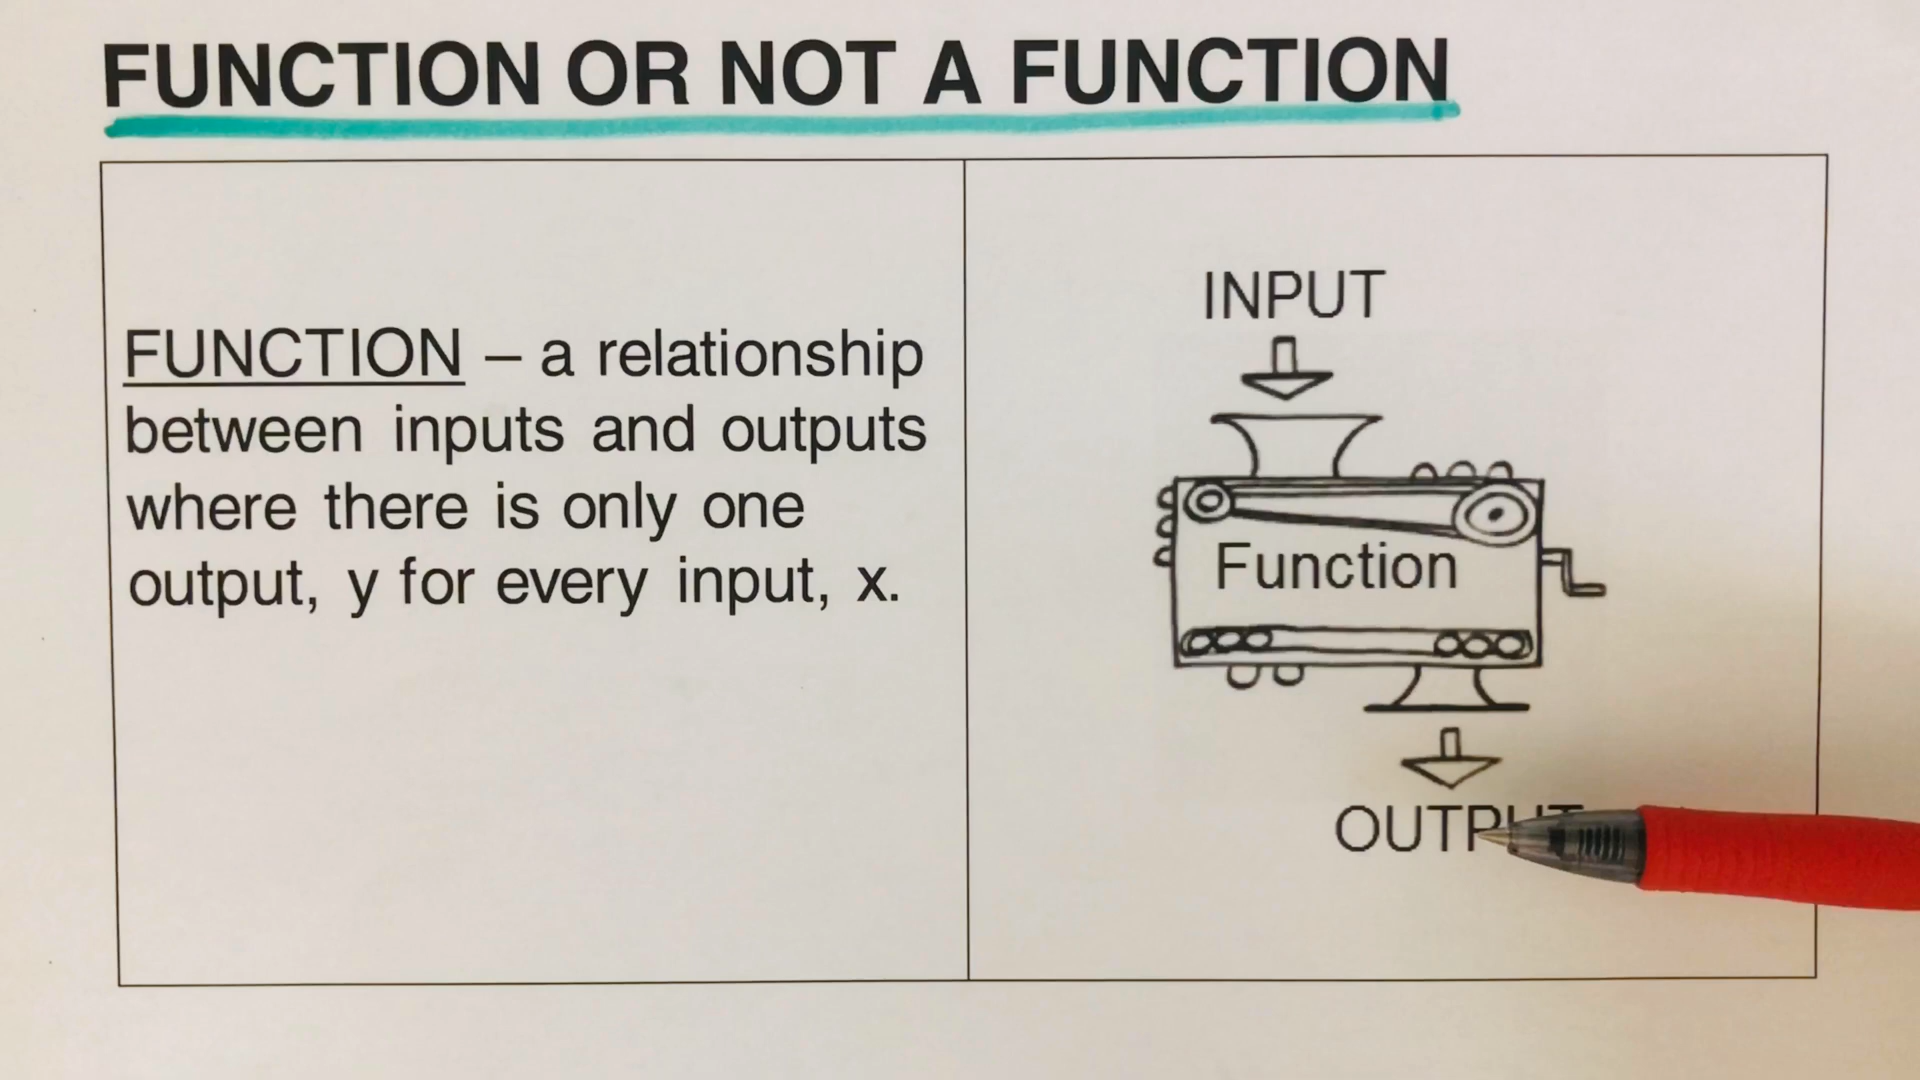 FUNCTION OR NOT A FUNCTION
FUNCTION – a relationship
between inputs and outputs
where there is only one
output, y for every input, x.
INPUT
Function
OUTPUT